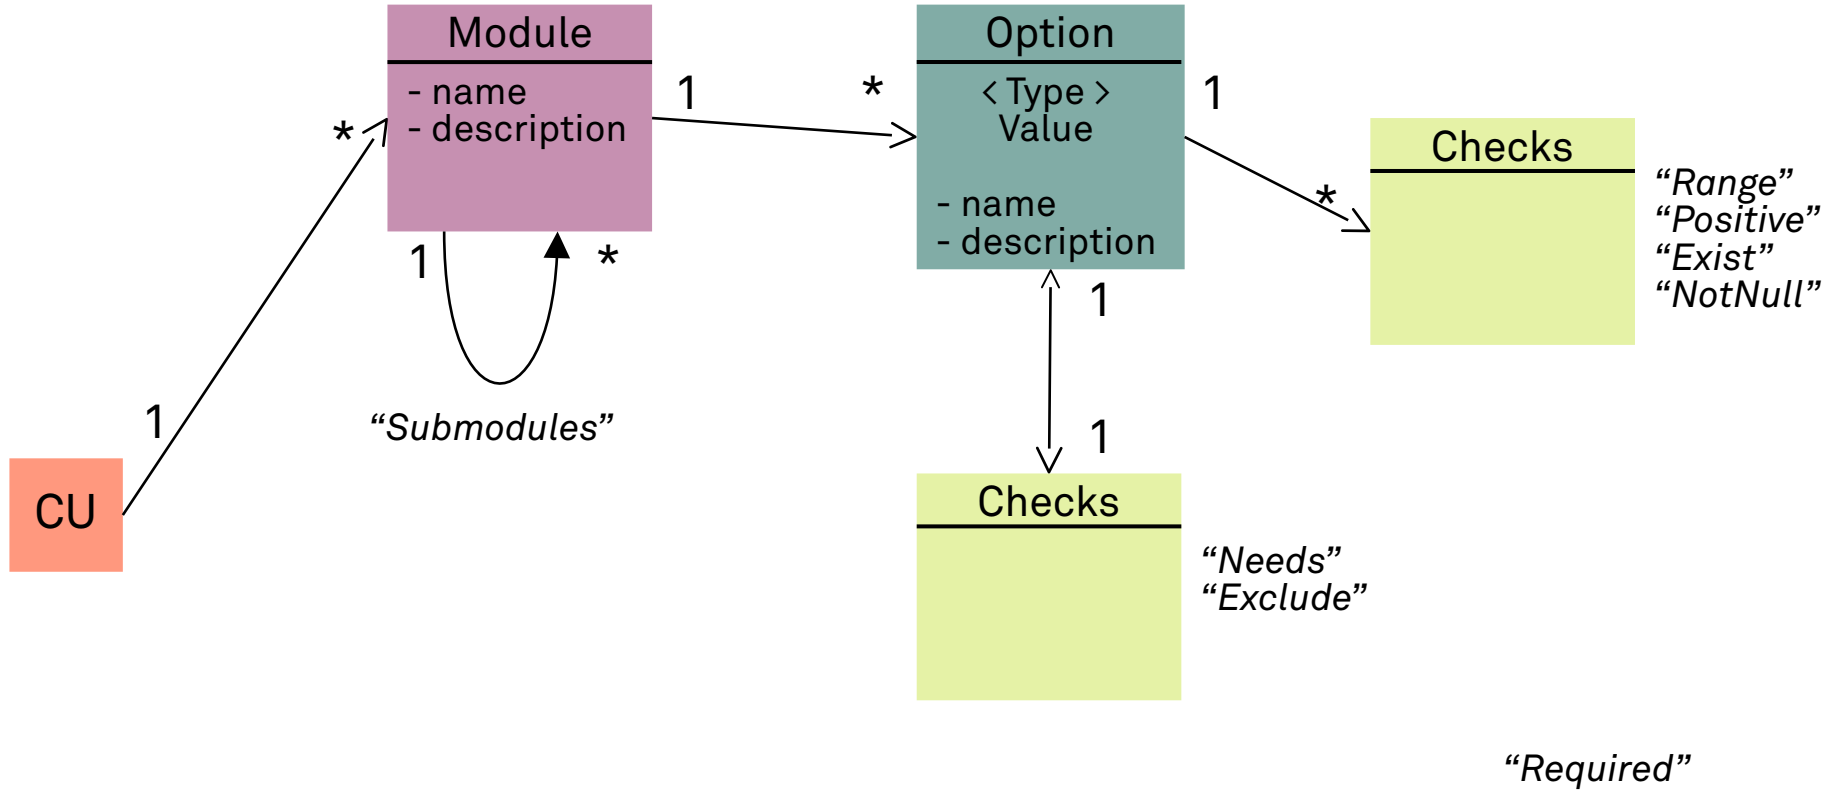 Module
- name
- description
1
*
Option
< Type >
Value
- name
- description
1
*
Checks
“Range”
“Positive”
“Exist”
“NotNull”
*
1
CU
1
*
“Submodules”
1
1
Checks
“Needs”
“Exclude”
“Required”